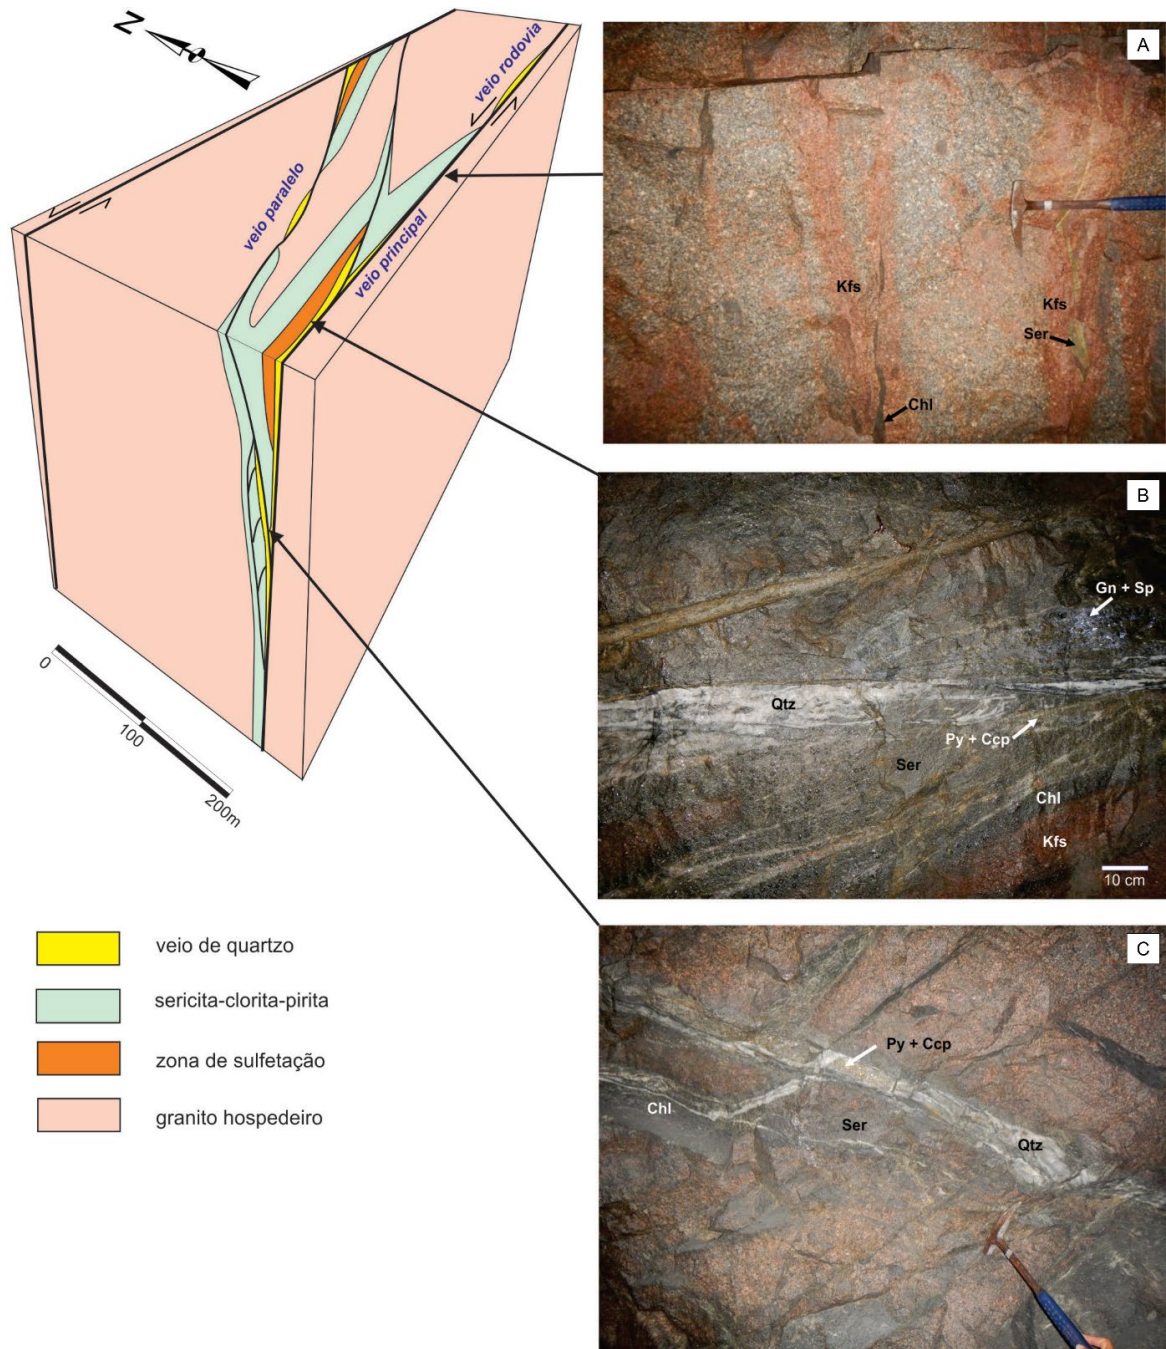 N
veio rodovia
veio paralelo
veio principal
0
100
200m
veio de quartzo
sericita-clorita-pirita
zona de sulfetação
granito hospedeiro
A
Kfs
Kfs
Ser
Chl
B
Gn + Sp
Qtz
Py + Ccp
Ser
Chl
Kfs
10 cm
C
Py + Ccp
Chl
Ser
Qtz